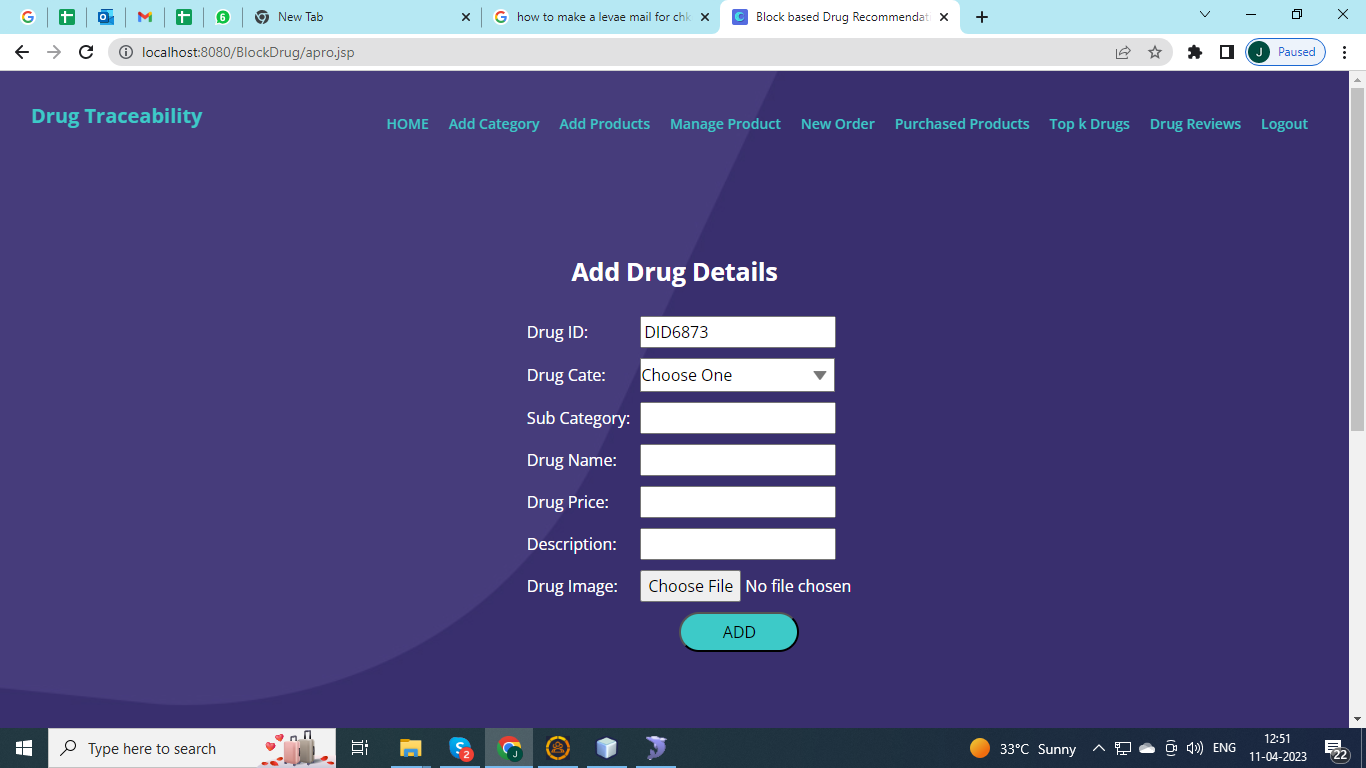 6
New Tab
how to make a levae mail for chk
Block based Drug Recommendat
localhost:8080/BlockDrug/apro.jsp
J
Paused
Drug Traceability
HOME Add Category Add Products Manage Product New Order Purchased Products Top k Drugs Drug Reviews Logout
Add Drug Details
Drug ID: DID6873
Drug Cate: Choose One
Sub Category:
Drug Name:
Drug Price:
Description:
Drug Image: Choose File No file chosen
ADD
Type here to search
2
J
33°C Sunny
ENG
12:51
11-04-2023
22